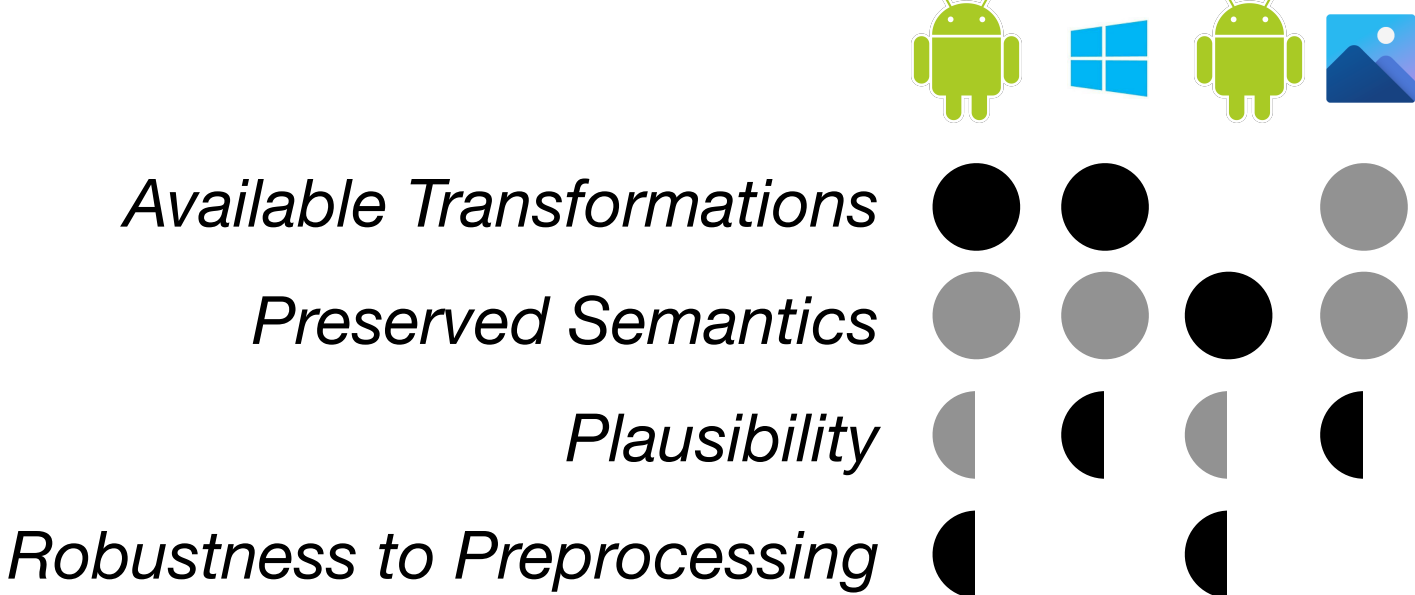 Available Transformations
Preserved Semantics
Plausibility
Robustness to Preprocessing